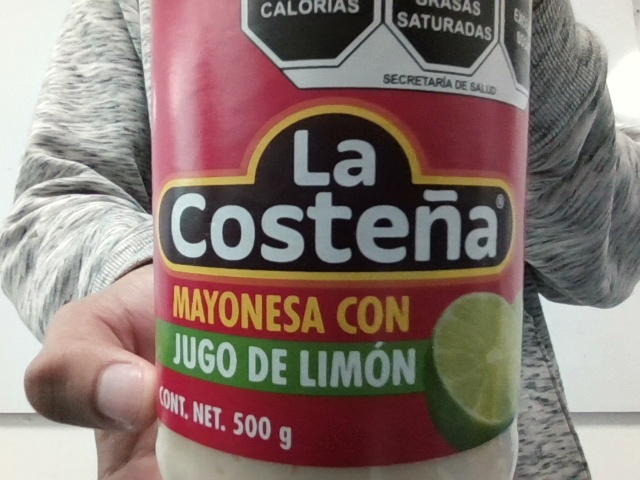 CALORÍAS
GRASAS
SATURADAS
SECRETARÍA DE SALUD
La
Costeña®
MAYONESA CON
JUGO DE LIMÓN
CONT. NET. 500 g